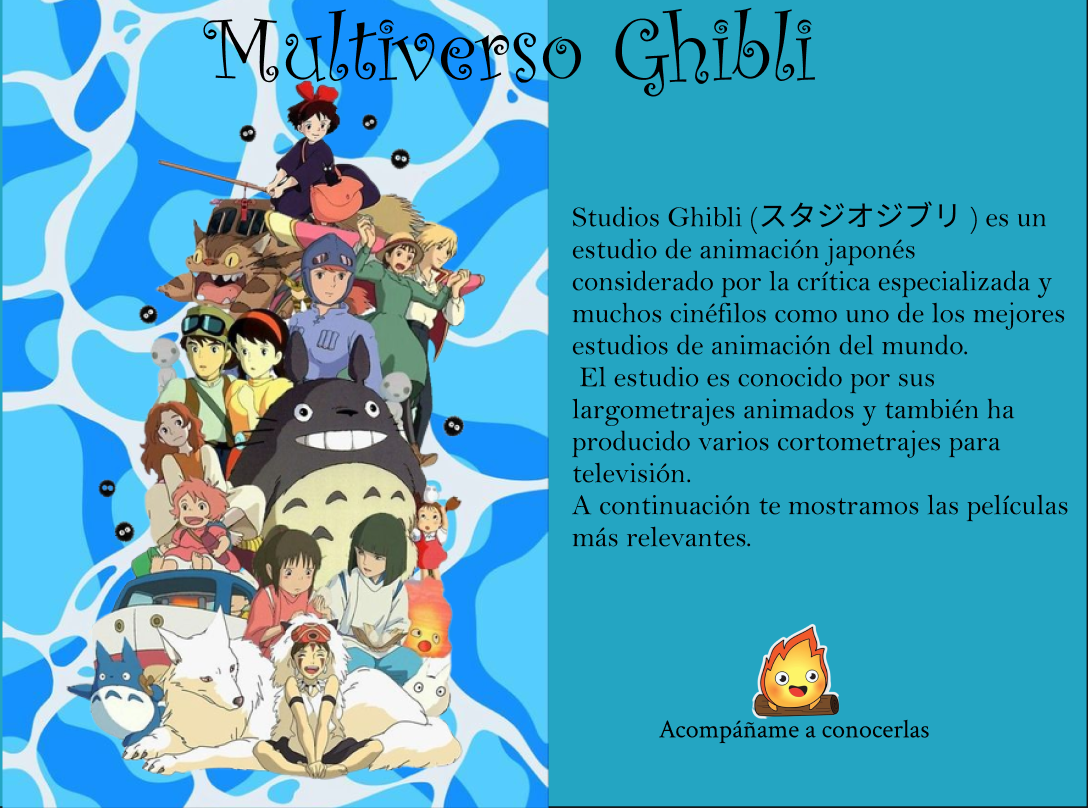 Multiverso Ghibli
Studios Ghibli (スタジオジブリ ) es un
estudio de animación japonés
considerado por la crítica especializada y
muchos cinéfilos como uno de los mejores
estudios de animación del mundo.
El estudio es conocido por sus
largometrajes animados y también ha
producido varios cortometrajes para
televisión.
A continuación te mostramos las películas
más relevantes.
Acompáñame a conocerlas